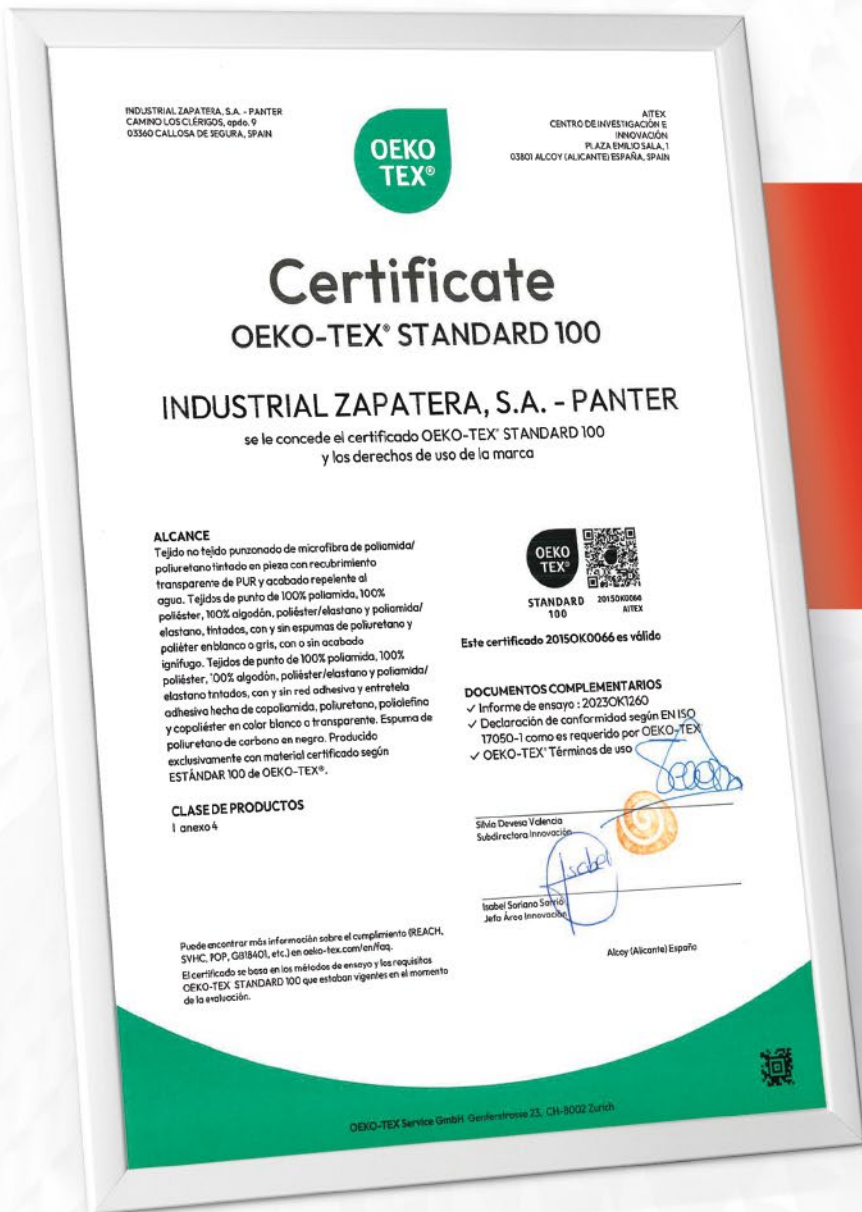 INDUSTRIAL ZAPATERA, S.A. - PANTER
CAMINO LOS CLÉRIGOS, apdo. 9
03360 CALLOSA DE SEGURA, SPAIN
OEKO
TEX®
AITEX
CENTRO DE INVESTIGACIÓN E
INNOVACIÓN
PLAZA EMILIO SALA, 1
03801 ALCOY (ALICANTE) ESPAÑA, SPAIN
Certificate
OEKO-TEX® STANDARD 100
INDUSTRIAL ZAPATERA, S.A. - PANTER
se le concede el certificado OEKO-TEX® STANDARD 100
y los derechos de uso de la marca
ALCANCE
Tejido no tejido punzonado de microfibra de poliamida/
poliuretano tintado en pieza con recubrimiento
transparente de PUR y acabado repelente al
agua. Tejidos de punto de 100% poliamida, 100%
poliéster, 100% algodón, poliéster/elastano y poliamida/
elastano, tintados, con y sin espumas de poliuretano y
poliéter en blanco o gris, con o sin acabado
ignífugo. Tejidos de punto de 100% poliamida, 100%
poliéster, 100% algodón, poliéster/elastano y poliamida/
elastano tintados, con y sin red adhesiva y entretela
adhesiva hecha de copoliamida, poliuretano, poliolefina
y copoliéster en color blanco o transparente. Espuma de
poliuretano de carbono en negro. Producido
exclusivamente con material certificado según
ESTÁNDAR 100 de OEKO-TEX®.
CLASE DE PRODUCTOS
I anexo 4
OEKO
TEX®
STANDARD
100
2015OK0066
AITEX
Este certificado 2015OK0066 es válido
DOCUMENTOS COMPLEMENTARIOS
✓ Informe de ensayo : 2023OK1260
✓ Declaración de conformidad según EN ISO
17050-1 como es requerido por OEKO-TEX
✓ OEKO-TEX® Términos de uso
Silvia Devesa Valencia
Subdirectora Innovación
Isabel
Isabel Soriano Sarrió
Jefa Área Innovación
Alcoy (Alicante) España
Puede encontrar más información sobre el cumplimiento (REACH,
SVHC, POP, GB18401, etc.) en oeko-tex.com/en/faq.
El certificado se basa en los métodos de ensayo y los requisitos
OEKO-TEX® STANDARD 100 que estaban vigentes en el momento
de la evaluación.
OEKO-TEX Service GmbH Genferstrasse 23, CH-8002 Zurich